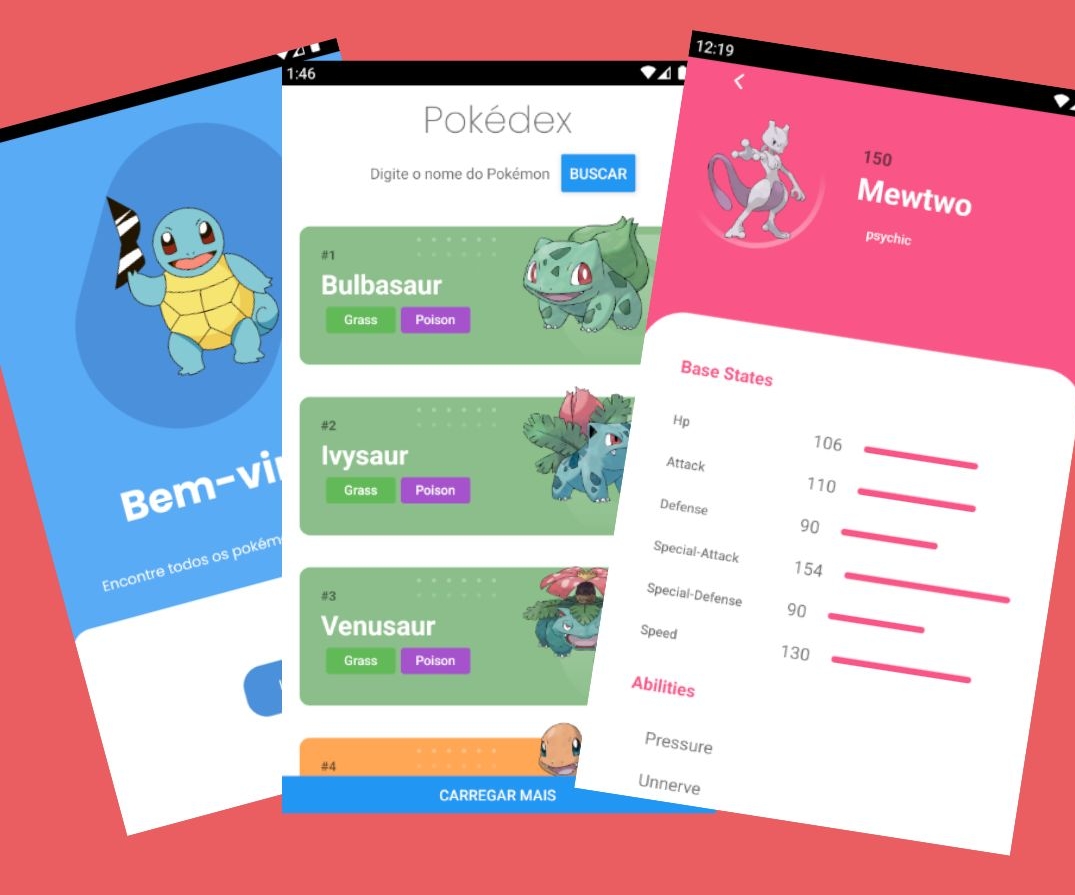 Bem-vin
Encontre todos os pokém
1:46
Pokédex
Digite o nome do Pokémon
BUSCAR
#1
Bulbasaur
Grass
Poison
#2
Ivysaur
Grass
Poison
#3
Venusaur
Grass
Poison
#4
CARREGAR MAIS
12:19
150
Mewtwo
psychic
Base States
Hp 106
Attack 110
Defense 90
Special-Attack 154
Special-Defense 90
Speed 130
Abilities
Pressure
Unnerve